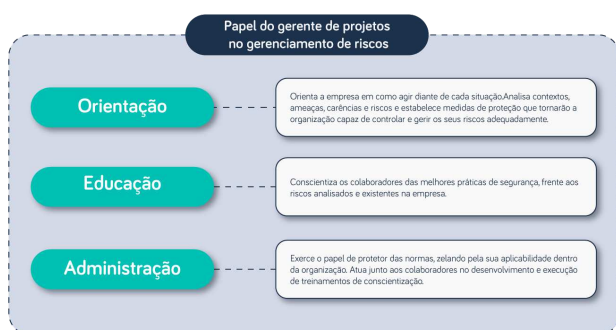 Papel do gerente de projetos
no gerenciamento de riscos
Orientação
Orienta a empresa em como agir diante de cada situação.Analisa contextos,
ameaças, carências e riscos e estabelece medidas de proteção que tornarão a
organização capaz de controlar e gerir os seus riscos adequadamente.
Educação
Conscientiza os colaboradores das melhores práticas de segurança, frente aos
riscos analisados e existentes na empresa.
Administração
Exerce o papel de protetor das normas, zelando pela sua aplicabilidade dentro
da organização. Atua junto aos colaboradores no desenvolvimento e execução
de treinamentos de conscientização.